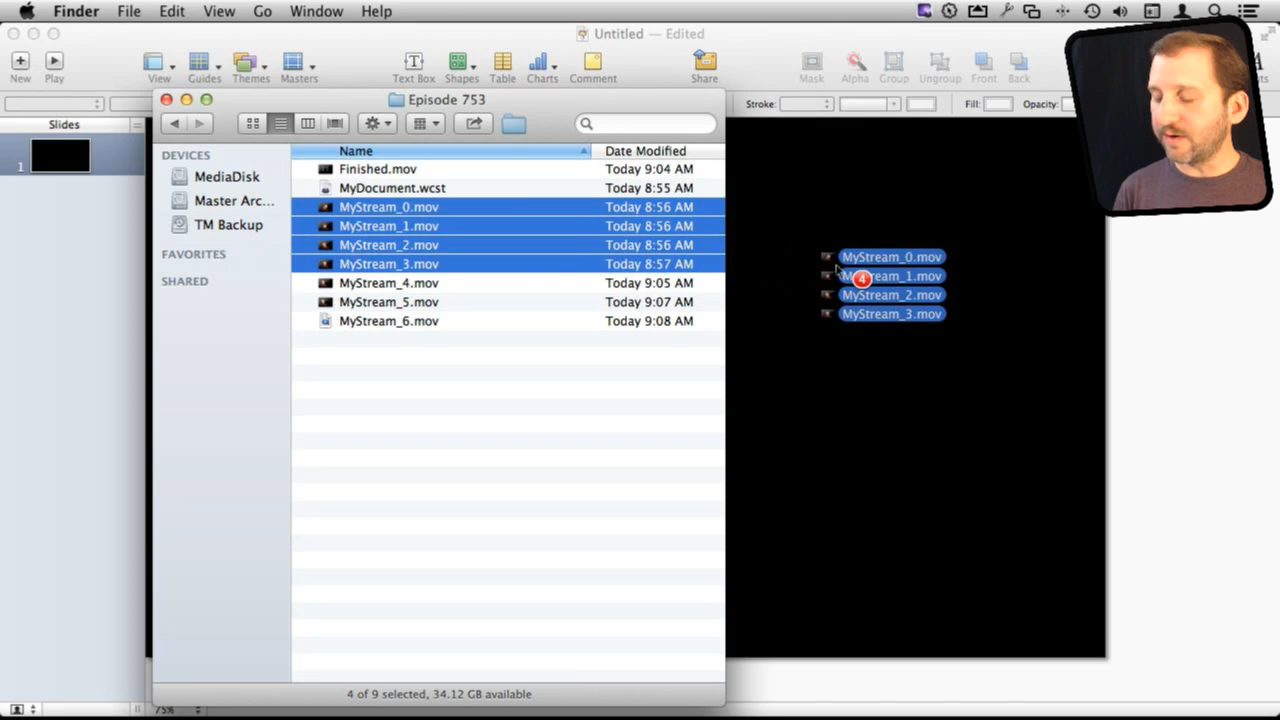 Finder File Edit View Go Window Help
Untitled — Edited
New Play View Guides Themes Masters Text Box Shapes Table Charts Comment Share Mask Alpha Group Ungroup Front Back
Stroke: Fill: Opacity:
Slides
1
Episode 753
DEVICES
MediaDisk
Master Arc...
TM Backup
FAVORITES
SHARED
Name Date Modified
Finished.mov Today 9:04 AM
MyDocument.wcst Today 8:55 AM
MyStream_0.mov Today 8:56 AM
MyStream_1.mov Today 8:56 AM
MyStream_2.mov Today 8:56 AM
MyStream_3.mov Today 8:57 AM
MyStream_4.mov Today 9:05 AM
MyStream_5.mov Today 9:07 AM
MyStream_6.mov Today 9:08 AM
4 of 9 selected, 34.12 GB available
MyStream_0.mov
4
MyStream_2.mov
MyStream_3.mov
75%